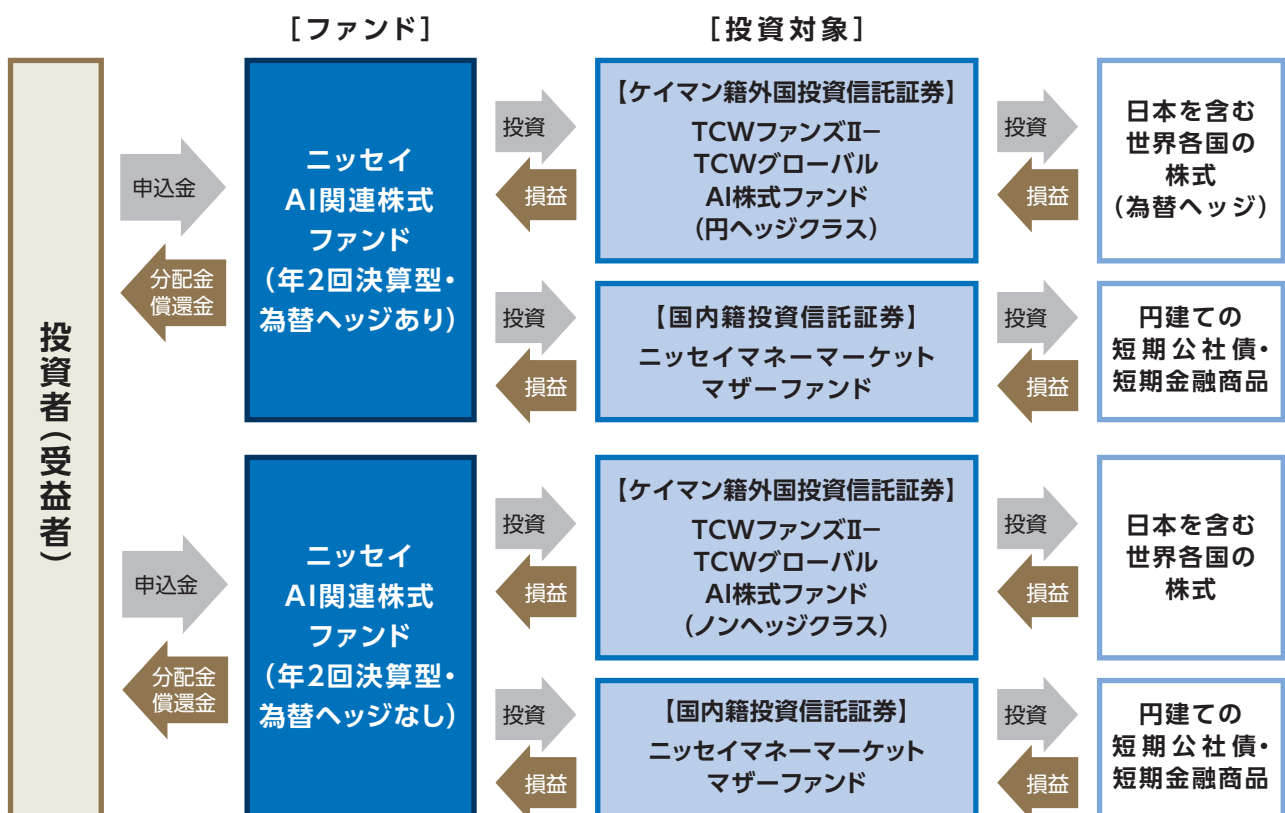 ［ファンド］
［投資対象］
投資者（受益者）
申込金
分配金
償還金
ニッセイ
AI関連株式
ファンド
（年2回決算型・
為替ヘッジあり）
投資
損益
【ケイマン籍外国投資信託証券】
TCWファンズⅡー
TCWグローバル
AI株式ファンド
（円ヘッジクラス）
投資
損益
日本を含む
世界各国の
株式
（為替ヘッジ）
投資
損益
【国内籍投資信託証券】
ニッセイマネーマーケット
マザーファンド
投資
損益
円建ての
短期公社債・
短期金融商品
申込金
分配金
償還金
ニッセイ
AI関連株式
ファンド
（年2回決算型・
為替ヘッジなし）
投資
損益
【ケイマン籍外国投資信託証券】
TCWファンズⅡー
TCWグローバル
AI株式ファンド
（ノンヘッジクラス）
投資
損益
日本を含む
世界各国の
株式
投資
損益
【国内籍投資信託証券】
ニッセイマネーマーケット
マザーファンド
投資
損益
円建ての
短期公社債・
短期金融商品